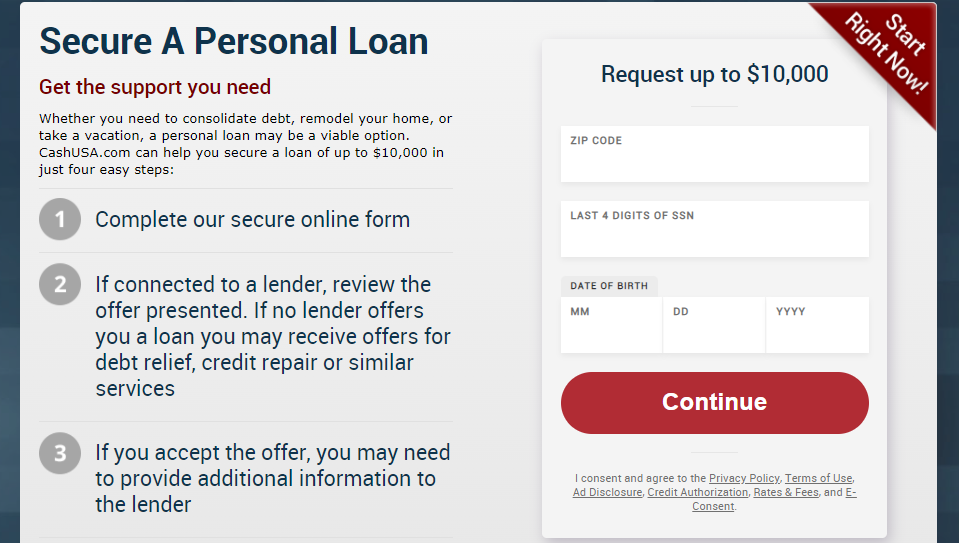 Secure A Personal Loan
Get the support you need
Whether you need to consolidate debt, remodel your home, or
take a vacation, a personal loan may be a viable option.
CashUSA.com can help you secure a loan of up to $10,000 in
just four easy steps:
1 Complete our secure online form
2 If connected to a lender, review the
offer presented. If no lender offers
you a loan you may receive offers for
debt relief, credit repair or similar
services
3 If you accept the offer, you may need
to provide additional information to
the lender
Start
Right Now!
Request up to $10,000
ZIP CODE
LAST 4 DIGITS OF SSN
DATE OF BIRTH
MM DD YYYY
Continue
I consent and agree to the Privacy Policy, Terms of Use,
Ad Disclosure, Credit Authorization, Rates & Fees, and E-
Consent.